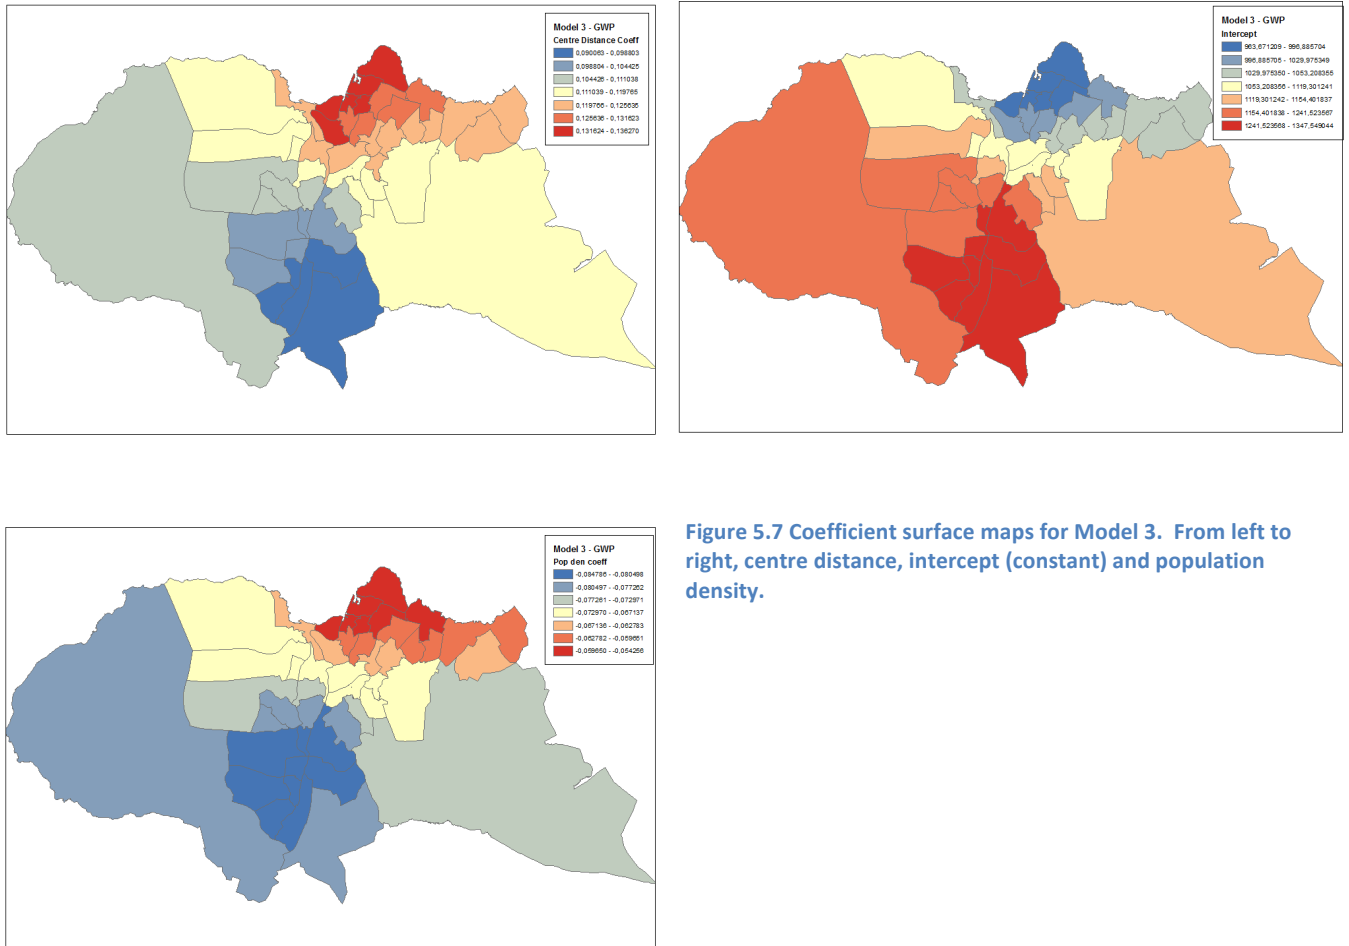 Model 3 - GWP
Centre Distance Coeff
0,090063 - 0,098803
0,098804 - 0,104425
0,104426 - 0,111038
0,111039 - 0,119765
0,119766 - 0,125635
0,125636 - 0,131623
0,131624 - 0,136270
Model 3 - GWP
Intercept
963,671209 - 996,885704
996,885705 - 1029,975349
1029,975350 - 1053,208355
1053,208356 - 1119,301241
1119,301242 - 1154,401837
1154,401838 - 1241,523567
1241,523568 - 1347,549044
Model 3 - GWP
Pop den coeff
-0,084786 - -0,080498
-0,080497 - -0,077262
-0,077261 - -0,072971
-0,072970 - -0,067137
-0,067136 - -0,062783
-0,062782 - -0,059651
-0,059650 - -0,054256
Figure 5.7 Coefficient surface maps for Model 3. From left to
right, centre distance, intercept (constant) and population
density.